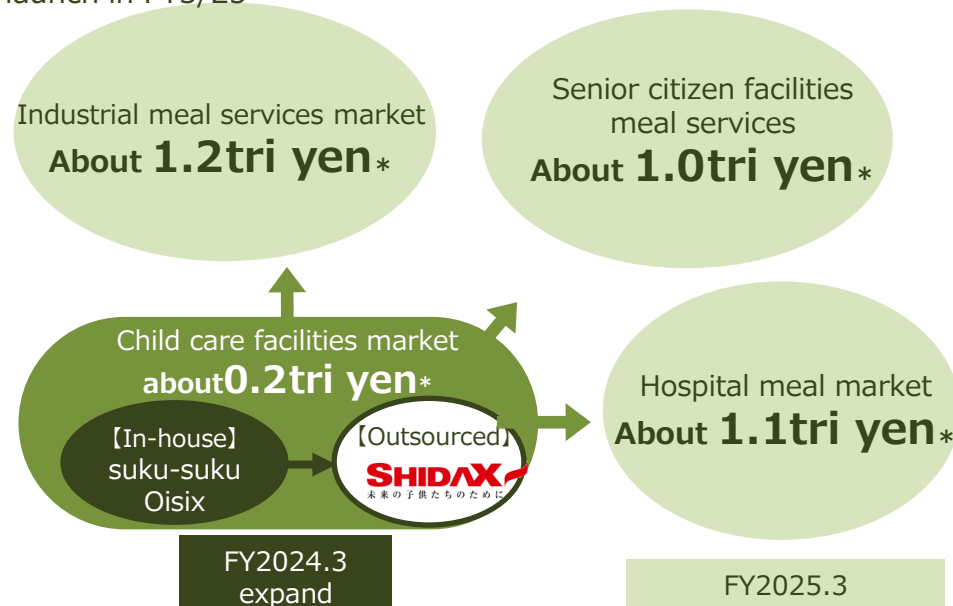 Industrial meal services market
About 1.2tri yen*
Senior citizen facilities
meal services
About 1.0tri yen*
Child care facilities market
about0.2tri yen*
【In-house】
suku-suku
Oisix
【Outsourced】
SHIDAX
未来の子供たちのために
Hospital meal market
About 1.1tri yen*
FY2024.3
expand
FY2025.3